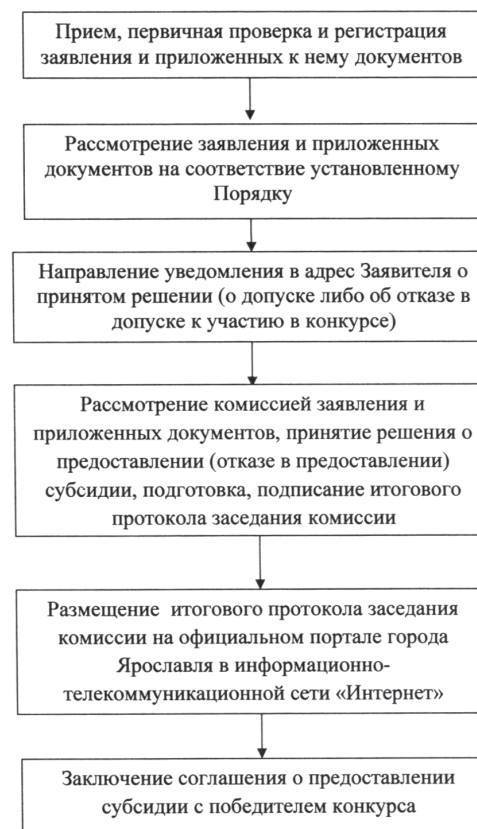 Прием, первичная проверка и регистрация
заявления и приложенных к нему документов
Рассмотрение заявления и приложенных
документов на соответствие установленному
Порядку
Направление уведомления в адрес Заявителя о
принятом решении (о допуске либо об отказе в
допуске к участию в конкурсе)
Рассмотрение комиссией заявления и
приложенных документов, принятие решения о
предоставлении (отказе в предоставлении)
субсидии, подготовка, подписание итогового
протокола заседания комиссии
Размещение итогового протокола заседания
комиссии на официальном портале города
Ярославля в информационно-
телекоммуникационной сети «Интернет»
Заключение соглашения о предоставлении
субсидии с победителем конкурса